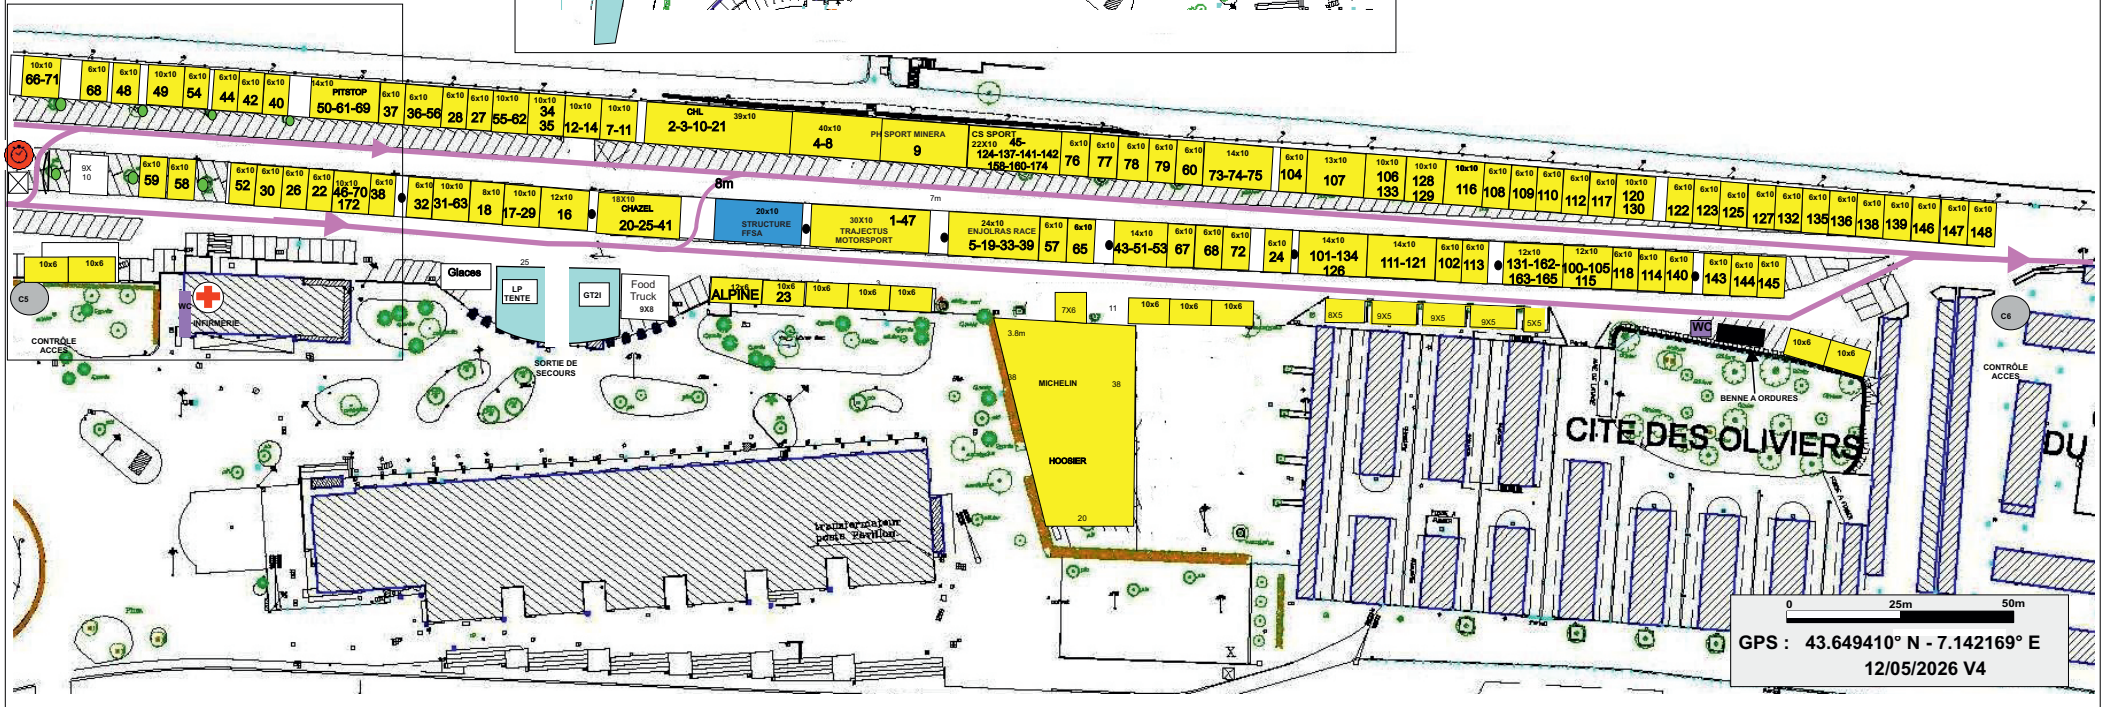 10x10
66-71
6x10
68
6x10
48
10x10
49
6x10
54
6x10
44
6x10
42
6x10
40
14x10
PITSTOP
50-61-69
6x10
37
6x10
36-56
6x10
28
6x10
27
10x10
55-62
10x10
34
35
10x10
12-14
10x10
7-11
CHL
39x10
2-3-10-21
40x10
4-8
PH SPORT MINERA
9
CS SPORT
22X10
45-
124-137-141-142
158-160-174
6x10
76
6x10
77
6x10
78
6x10
79
6x10
60
14x10
73-74-75
6x10
104
13x10
107
10x10
106
133
10x10
128
129
10x10
116
6x10
108
6x10
109
6x10
110
6x10
112
6x10
117
10x10
120
130
6x10
122
6x10
123
6x10
125
6x10
127
6x10
132
6x10
135
6x10
136
6x10
138
6x10
139
6x10
146
6x10
147
6x10
148
9X
10
6x10
59
6x10
58
6x10
52
6x10
30
6x10
26
6x10
22
10x10
46-70
172
6x10
38
6x10
32
10x10
31-63
8x10
18
10x10
17-29
12x10
16
18X10
CHAZEL
20-25-41
8m
7m
20x10
STRUCTURE
FFSA
30X10
1-47
TRAJECTUS
MOTORSPORT
24x10
ENJOLRAS RACE
5-19-33-39
6x10
57
6x10
65
14x10
43-51-53
6x10
67
6x10
68
6x10
72
6x10
24
14x10
101-134
126
14x10
111-121
6x10
102
6x10
113
12x10
131-162-
163-165
12x10
100-105
115
6x10
118
6x10
114
6x10
140
6x10
143
6x10
144
6x10
145
10x6
10x6
C5
CONTRÔLE
ACCES
WC
INFIRMERIE
Glaces
25
LP
TENTE
GT2I
Food
Truck
9X8
SORTIE DE
SECOURS
12x6
ALPINE
10x6
23
10x6
10x6
10x6
3
7X6
11
10x6
10x6
10x6
8X5
9X5
9X5
9X5
5X5
WC
10x6
10x6
BENNE A ORDURES
C6
CONTRÔLE
ACCES
3.8m
38
MICHELIN
38
HOOSIER
20
CITE DES OLIVIERS
DU
transformateur
poste Pavillon
X
0 25m 50m
GPS : 43.649410° N - 7.142169° E
12/05/2026 V4